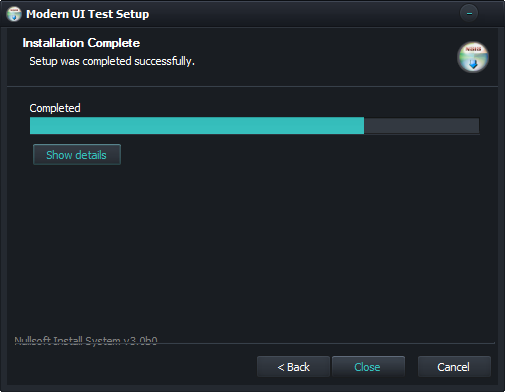 Modern UI Test Setup
Installation Complete
Setup was completed successfully.
Completed
Show details
Nullsoft Install System v3.0b0
< Back
Close
Cancel